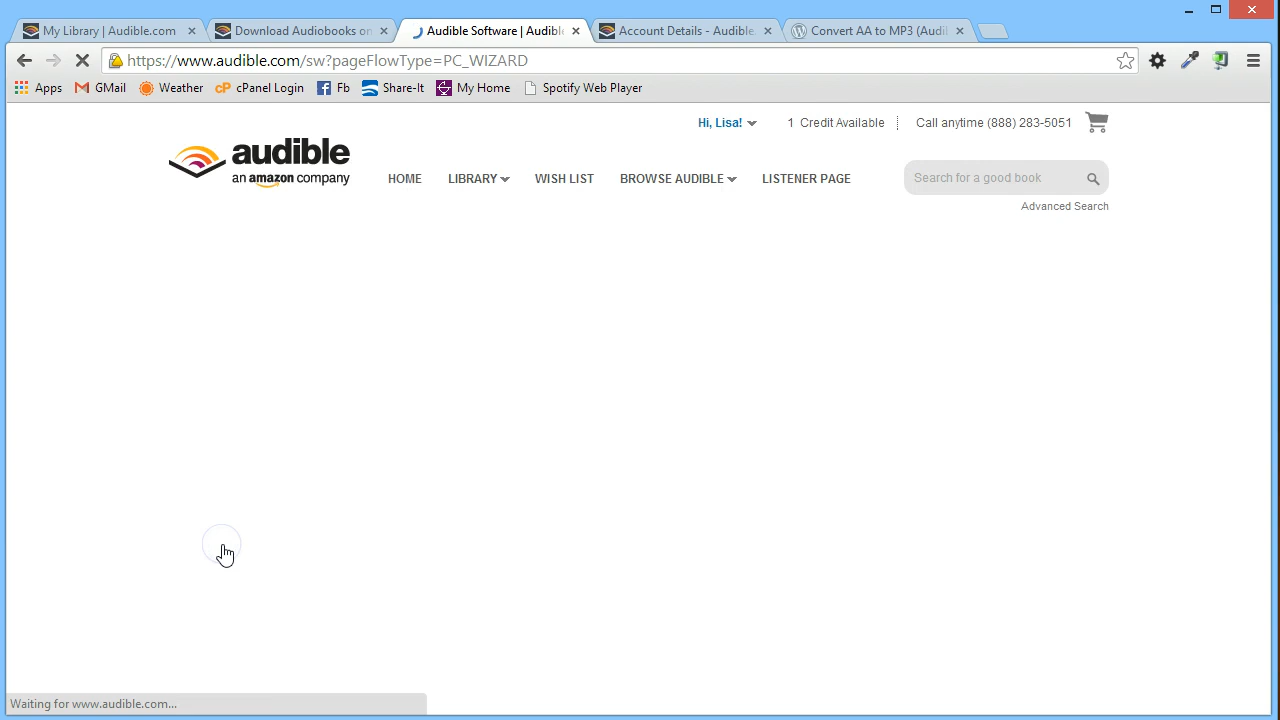 My Library | Audible.com
Download Audiobooks on
Audible Software | Audibl
Account Details - Audible.
Convert AA to MP3 (Audi
https://www.audible.com/sw?pageFlowType=PC_WIZARD
Apps GMail Weather cPanel Login Fb Share-It My Home Spotify Web Player
Hi, Lisa! 1 Credit Available Call anytime (888) 283-5051
audible
an amazon company
HOME LIBRARY WISH LIST BROWSE AUDIBLE LISTENER PAGE Search for a good book
Advanced Search
Waiting for www.audible.com...